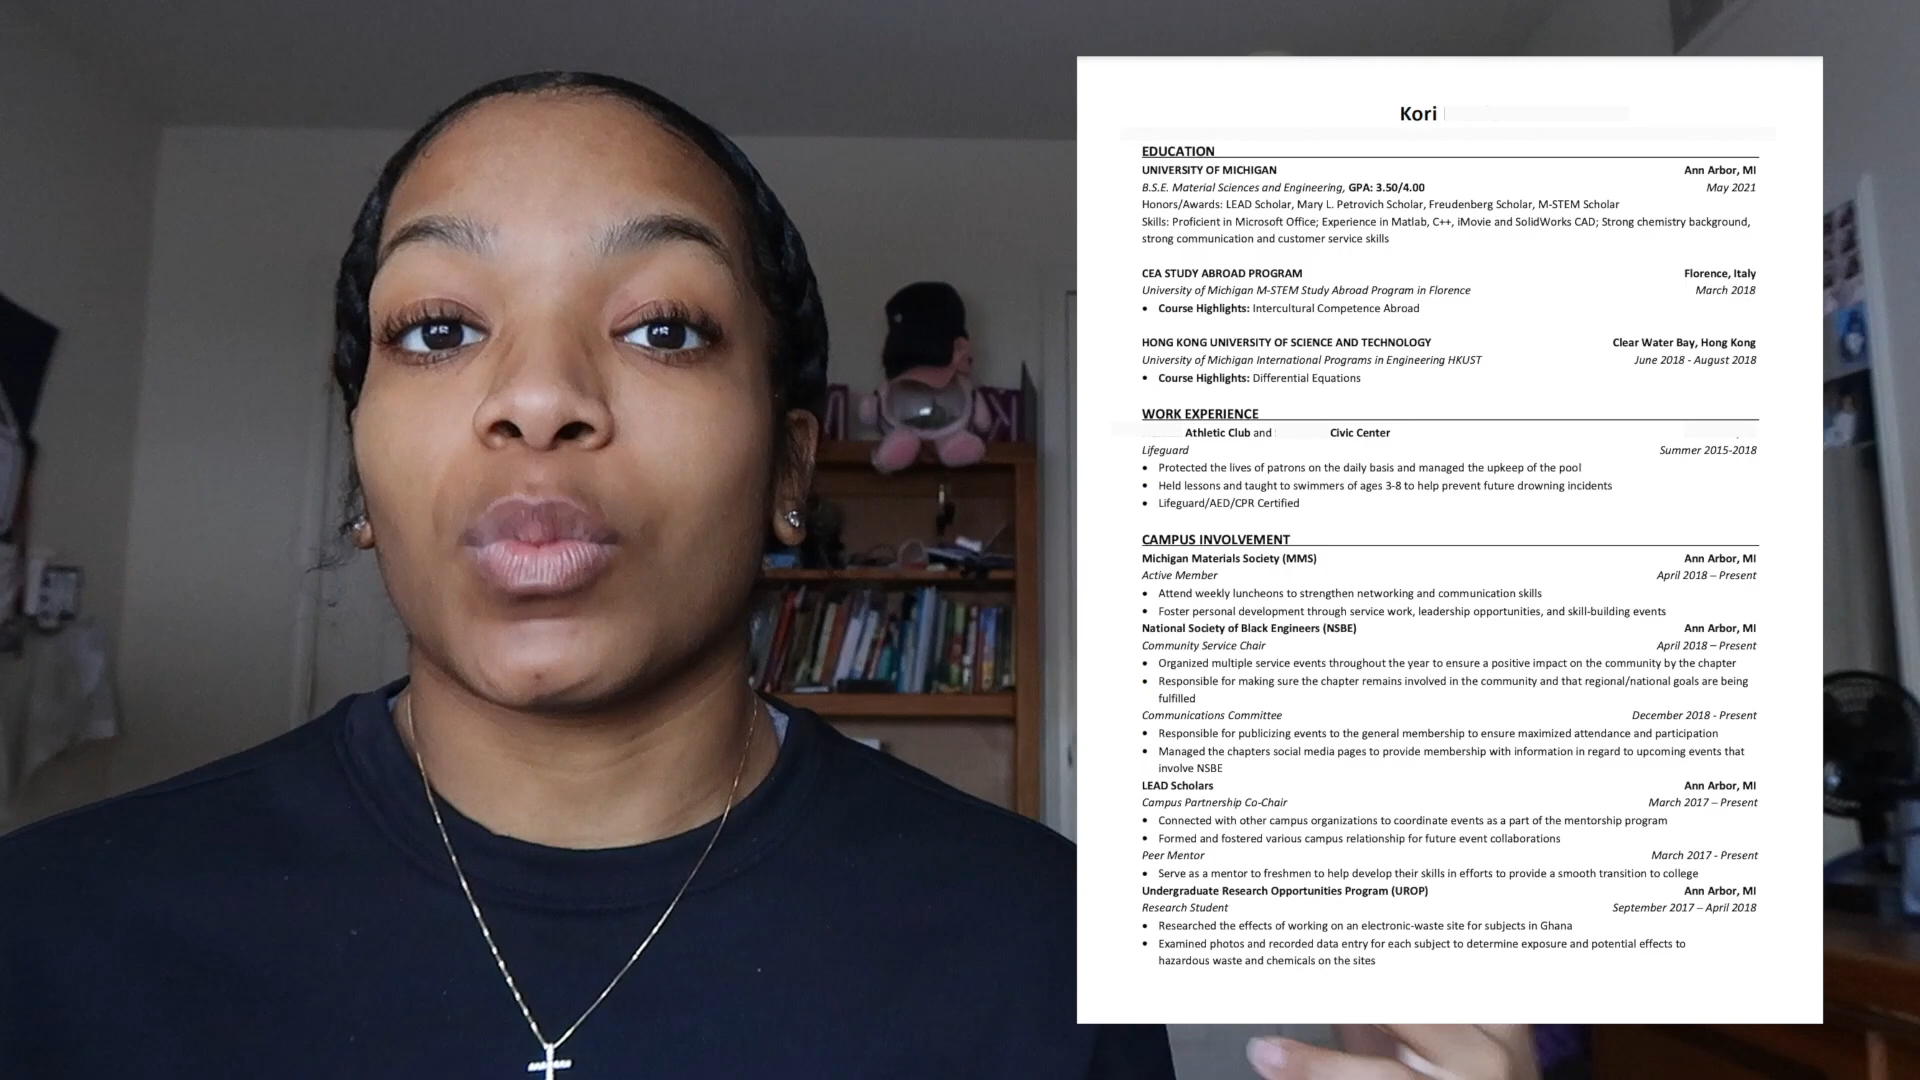 Kori
EDUCATION
UNIVERSITY OF MICHIGAN Ann Arbor, MI
B.S.E. Material Sciences and Engineering, GPA: 3.50/4.00 May 2021
Honors/Awards: LEAD Scholar, Mary L. Petrovich Scholar, Freudenberg Scholar, M-STEM Scholar
Skills: Proficient in Microsoft Office; Experience in Matlab, C++, iMovie and SolidWorks CAD; Strong chemistry background,
strong communication and customer service skills
CEA STUDY ABROAD PROGRAM Florence, Italy
University of Michigan M-STEM Study Abroad Program in Florence March 2018
• Course Highlights: Intercultural Competence Abroad
HONG KONG UNIVERSITY OF SCIENCE AND TECHNOLOGY Clear Water Bay, Hong Kong
University of Michigan International Programs in Engineering HKUST June 2018 - August 2018
• Course Highlights: Differential Equations
WORK EXPERIENCE
Athletic Club and Civic Center
Lifeguard Summer 2015-2018
• Protected the lives of patrons on the daily basis and managed the upkeep of the pool
• Held lessons and taught to swimmers of ages 3-8 to help prevent future drowning incidents
• Lifeguard/AED/CPR Certified
CAMPUS INVOLVEMENT
Michigan Materials Society (MMS) Ann Arbor, MI
Active Member April 2018 – Present
• Attend weekly luncheons to strengthen networking and communication skills
• Foster personal development through service work, leadership opportunities, and skill-building events
National Society of Black Engineers (NSBE) Ann Arbor, MI
Community Service Chair April 2018 – Present
• Organized multiple service events throughout the year to ensure a positive impact on the community by the chapter
• Responsible for making sure the chapter remains involved in the community and that regional/national goals are being
fulfilled
Communications Committee December 2018 - Present
• Responsible for publicizing events to the general membership to ensure maximized attendance and participation
• Managed the chapters social media pages to provide membership with information in regard to upcoming events that
involve NSBE
LEAD Scholars Ann Arbor, MI
Campus Partnership Co-Chair March 2017 – Present
• Connected with other campus organizations to coordinate events as a part of the mentorship program
• Formed and fostered various campus relationship for future event collaborations
Peer Mentor March 2017 - Present
• Serve as a mentor to freshmen to help develop their skills in efforts to provide a smooth transition to college
Undergraduate Research Opportunities Program (UROP) Ann Arbor, MI
Research Student September 2017 – April 2018
• Researched the effects of working on an electronic-waste site for subjects in Ghana
• Examined photos and recorded data entry for each subject to determine exposure and potential effects to
hazardous waste and chemicals on the sites